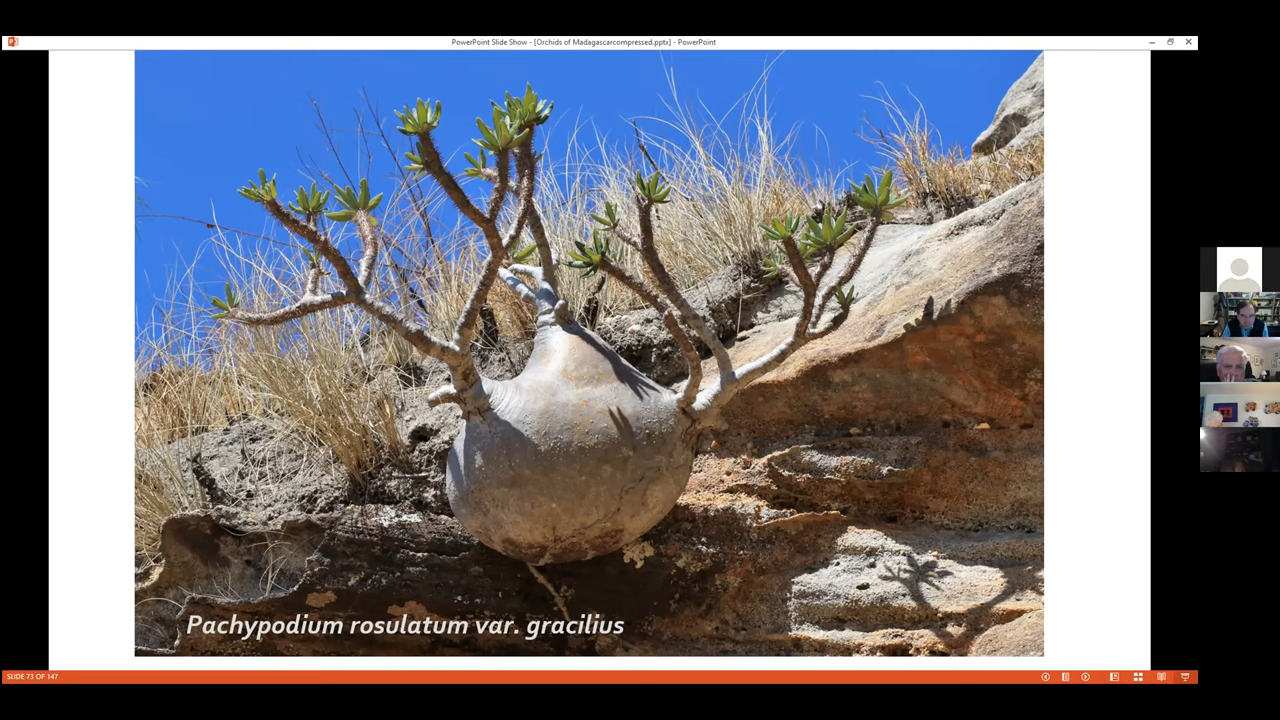 PowerPoint Slide Show - [Orchids of Madagascarcompressed.pptx] - PowerPoint
Pachypodium rosulatum var. gracilius
SLIDE 73 OF 147